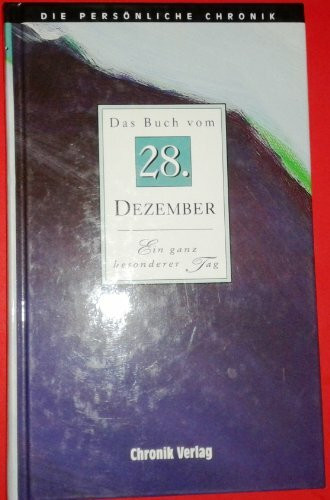 DIE PERSÖNLICHE CHRONIK
Das Buch vom
28.
DEZEMBER
Ein ganz
besonderer Tag
Chronik Verlag